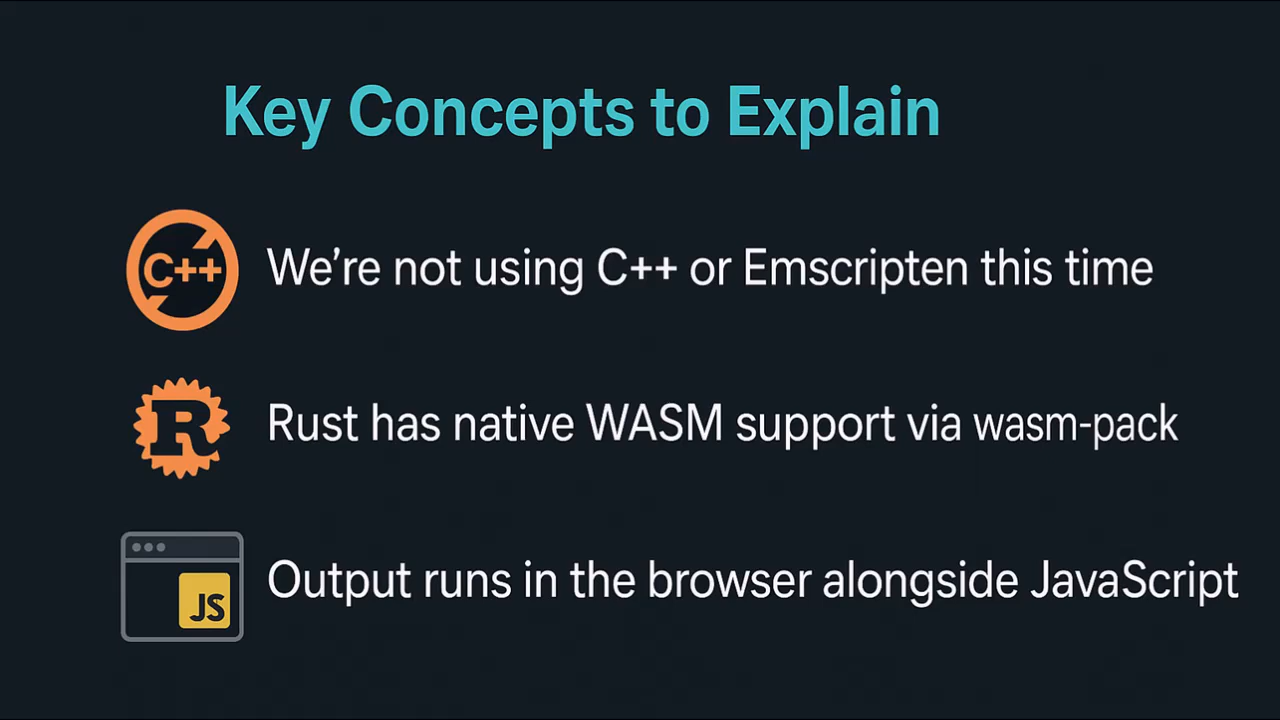 Key Concepts to Explain
C++
We're not using C++ or Emscripten this time
R
Rust has native WASM support via wasm-pack
JS
Output runs in the browser alongside JavaScript